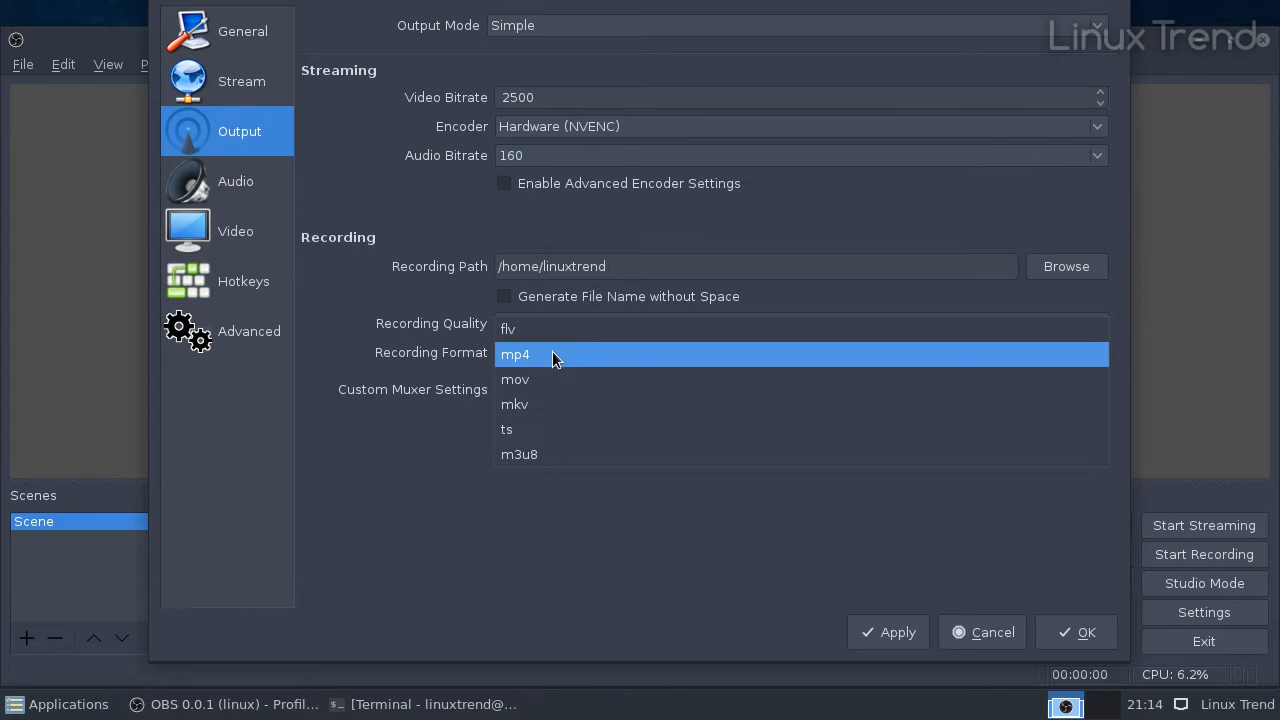 General
Output Mode Simple
Linux Trend
File Edit View P
Streaming
Stream
Video Bitrate 2500
Encoder Hardware (NVENC)
Output
Audio Bitrate 160
Enable Advanced Encoder Settings
Audio
Video
Recording
Recording Path /home/linuxtrend Browse
Hotkeys
Generate File Name without Space
Recording Quality
flv
Advanced
Recording Format
mp4
mov
Custom Muxer Settings
mkv
ts
m3u8
Scenes
Scene
Start Streaming
Start Recording
Studio Mode
Settings
Exit
Apply Cancel OK
00:00:00 CPU: 6.2%
Applications OBS 0.0.1 (linux) - Profil... [Terminal - linuxtrend@... 21:14 Linux Trend